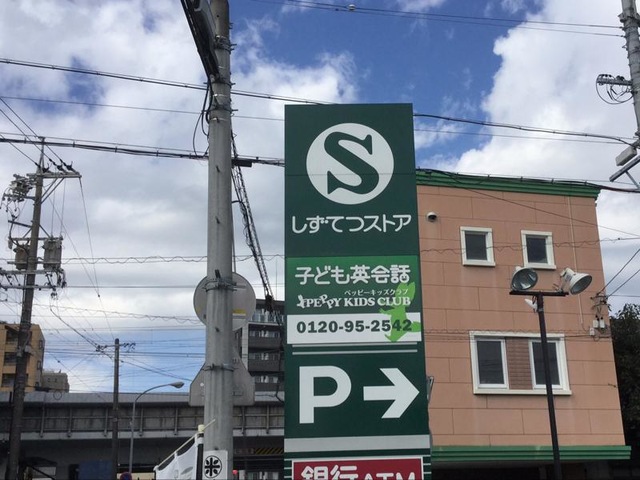 S
しずてつストア
子ども英会話
ペッピーキッズクラブ
PEPPY KIDS CLUB
0120-95-2542
P →
銀行ATM